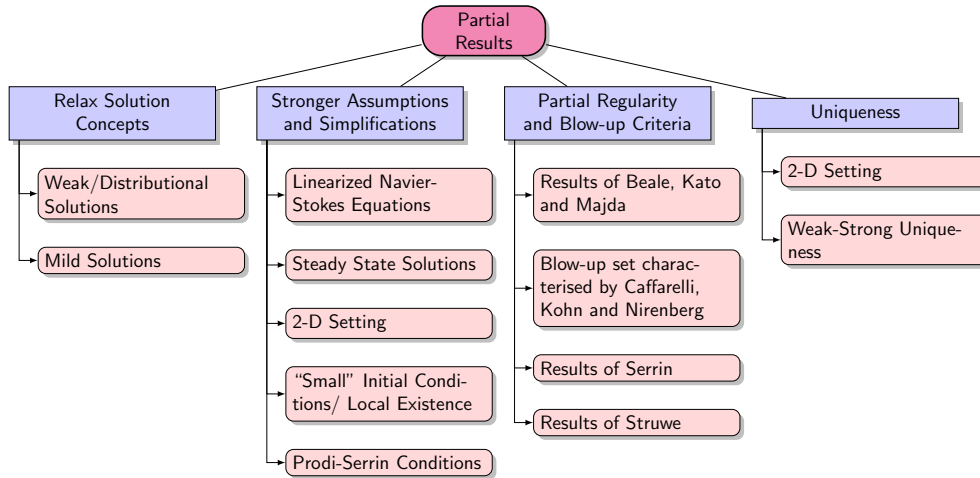 Partial
Results
Relax Solution
Concepts
Weak/Distributional
Solutions
Mild Solutions
Stronger Assumptions
and Simplifications
Linearized Navier-
Stokes Equations
Steady State Solutions
2-D Setting
“Small” Initial Condi-
tions/ Local Existence
Prodi-Serrin Conditions
Partial Regularity
and Blow-up Criteria
Results of Beale, Kato
and Majda
Blow-up set charac-
terised by Caffarelli,
Kohn and Nirenberg
Results of Serrin
Results of Struwe
Uniqueness
2-D Setting
Weak-Strong Unique-
ness